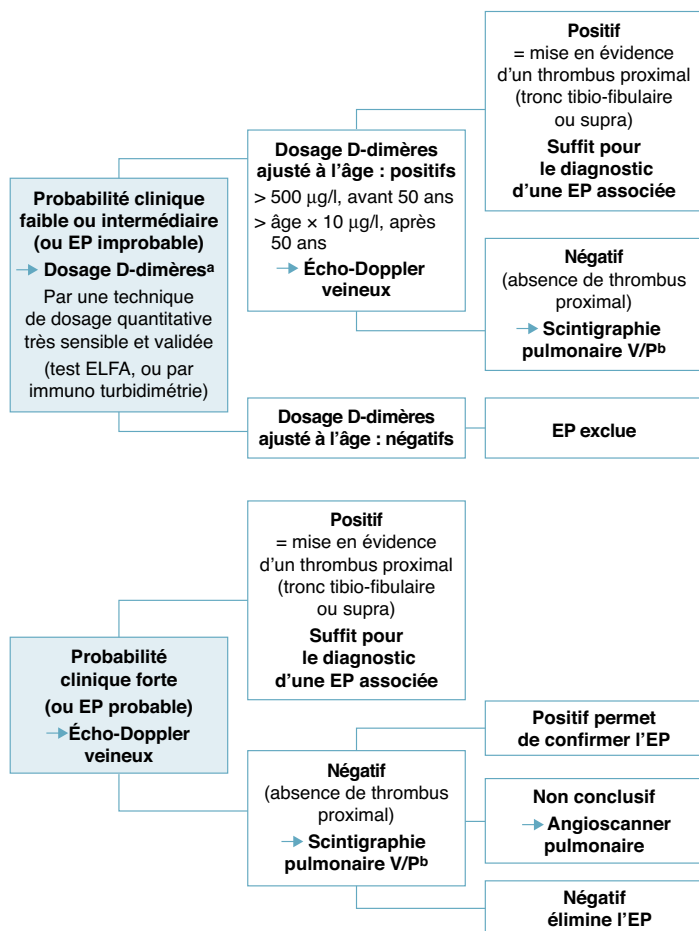 Probabilité clinique
faible ou intermédiaire
(ou EP improbable)
→ Dosage D-dimèresᵃ
Par une technique
de dosage quantitative
très sensible et validée
(test ELFA, ou par
immuno turbidimétrie)
Dosage D-dimères
ajusté à l'âge : positifs
> 500 µg/l, avant 50 ans
> âge × 10 µg/l, après
50 ans
→ Écho-Doppler
veineux
Positif
= mise en évidence
d'un thrombus proximal
(tronc tibio-fibulaire
ou supra)
Suffit pour
le diagnostic
d'une EP associée
Négatif
(absence de thrombus
proximal)
→ Scintigraphie
pulmonaire V/Pᵇ
Dosage D-dimères
ajusté à l'âge : négatifs
EP exclue
Probabilité
clinique forte
(ou EP probable)
→Écho-Doppler
veineux
Positif
= mise en évidence
d'un thrombus proximal
(tronc tibio-fibulaire
ou supra)
Suffit pour
le diagnostic
d'une EP associée
Négatif
(absence de thrombus
proximal)
→ Scintigraphie
pulmonaire V/Pᵇ
Positif permet
de confirmer l'EP
Non conclusif
→ Angioscanner
pulmonaire
Négatif
élimine l'EP